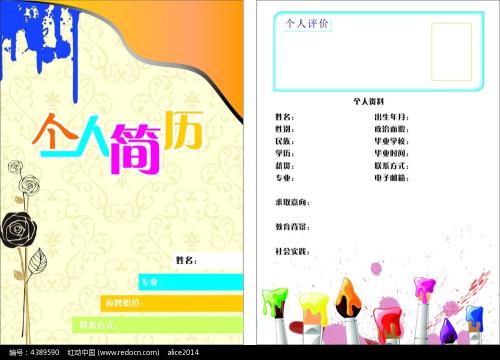 个人简历
姓名：
专业：
应聘职位：
联系方式：
个人评价
个人资料
姓名： 出生年月：
性别： 政治面貌：
民族： 毕业学校：
学历： 毕业时间：
籍贯： 联系方式：
专业： 电子邮箱：
求取意向：
教育背景：
社会实践：
编号：4389590 红动中国 (www.redocn.com) alice2014